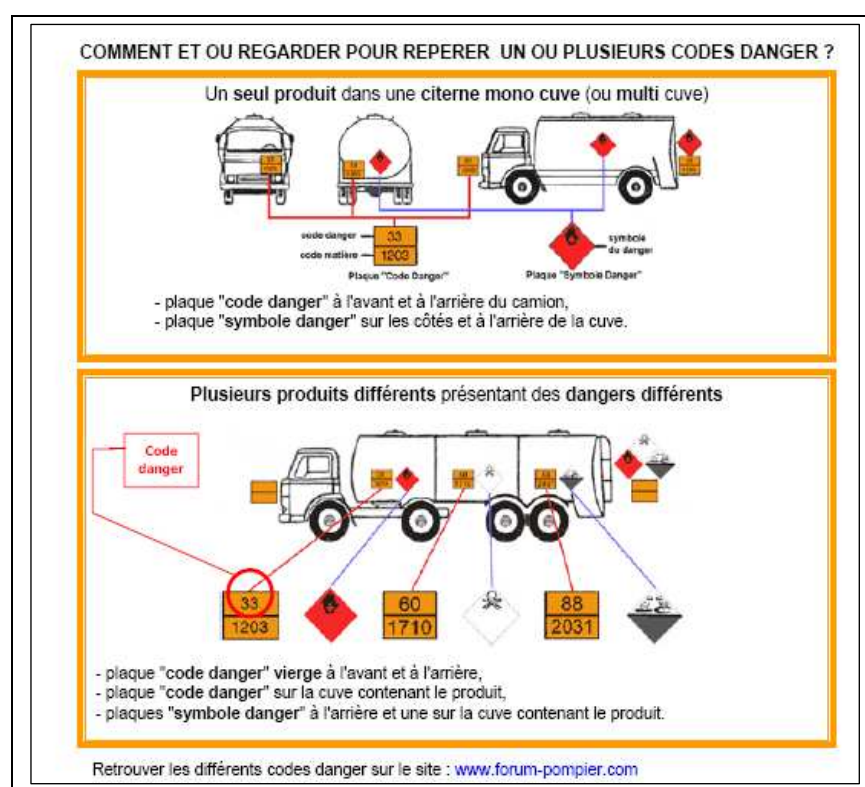 COMMENT ET OU REGARDER POUR REPERER UN OU PLUSIEURS CODES DANGER ?
Un seul produit dans une citerne mono cuve (ou multi cuve)
code danger
33
symbole
du danger
code matière
1203
Plaque "Code Danger"
Plaque "Symbole Danger"
- plaque "code danger" à l'avant et à l'arrière du camion,
- plaque "symbole danger" sur les côtés et à l'arrière de la cuve.
Plusieurs produits différents présentant des dangers différents
Code
danger
33
1203
60
1710
88
2031
- plaque "code danger" vierge à l'avant et à l'arrière,
- plaque "code danger" sur la cuve contenant le produit,
- plaques "symbole danger" à l'arrière et une sur la cuve contenant le produit.
Retrouver les différents codes danger sur le site : www.forum-pompier.com